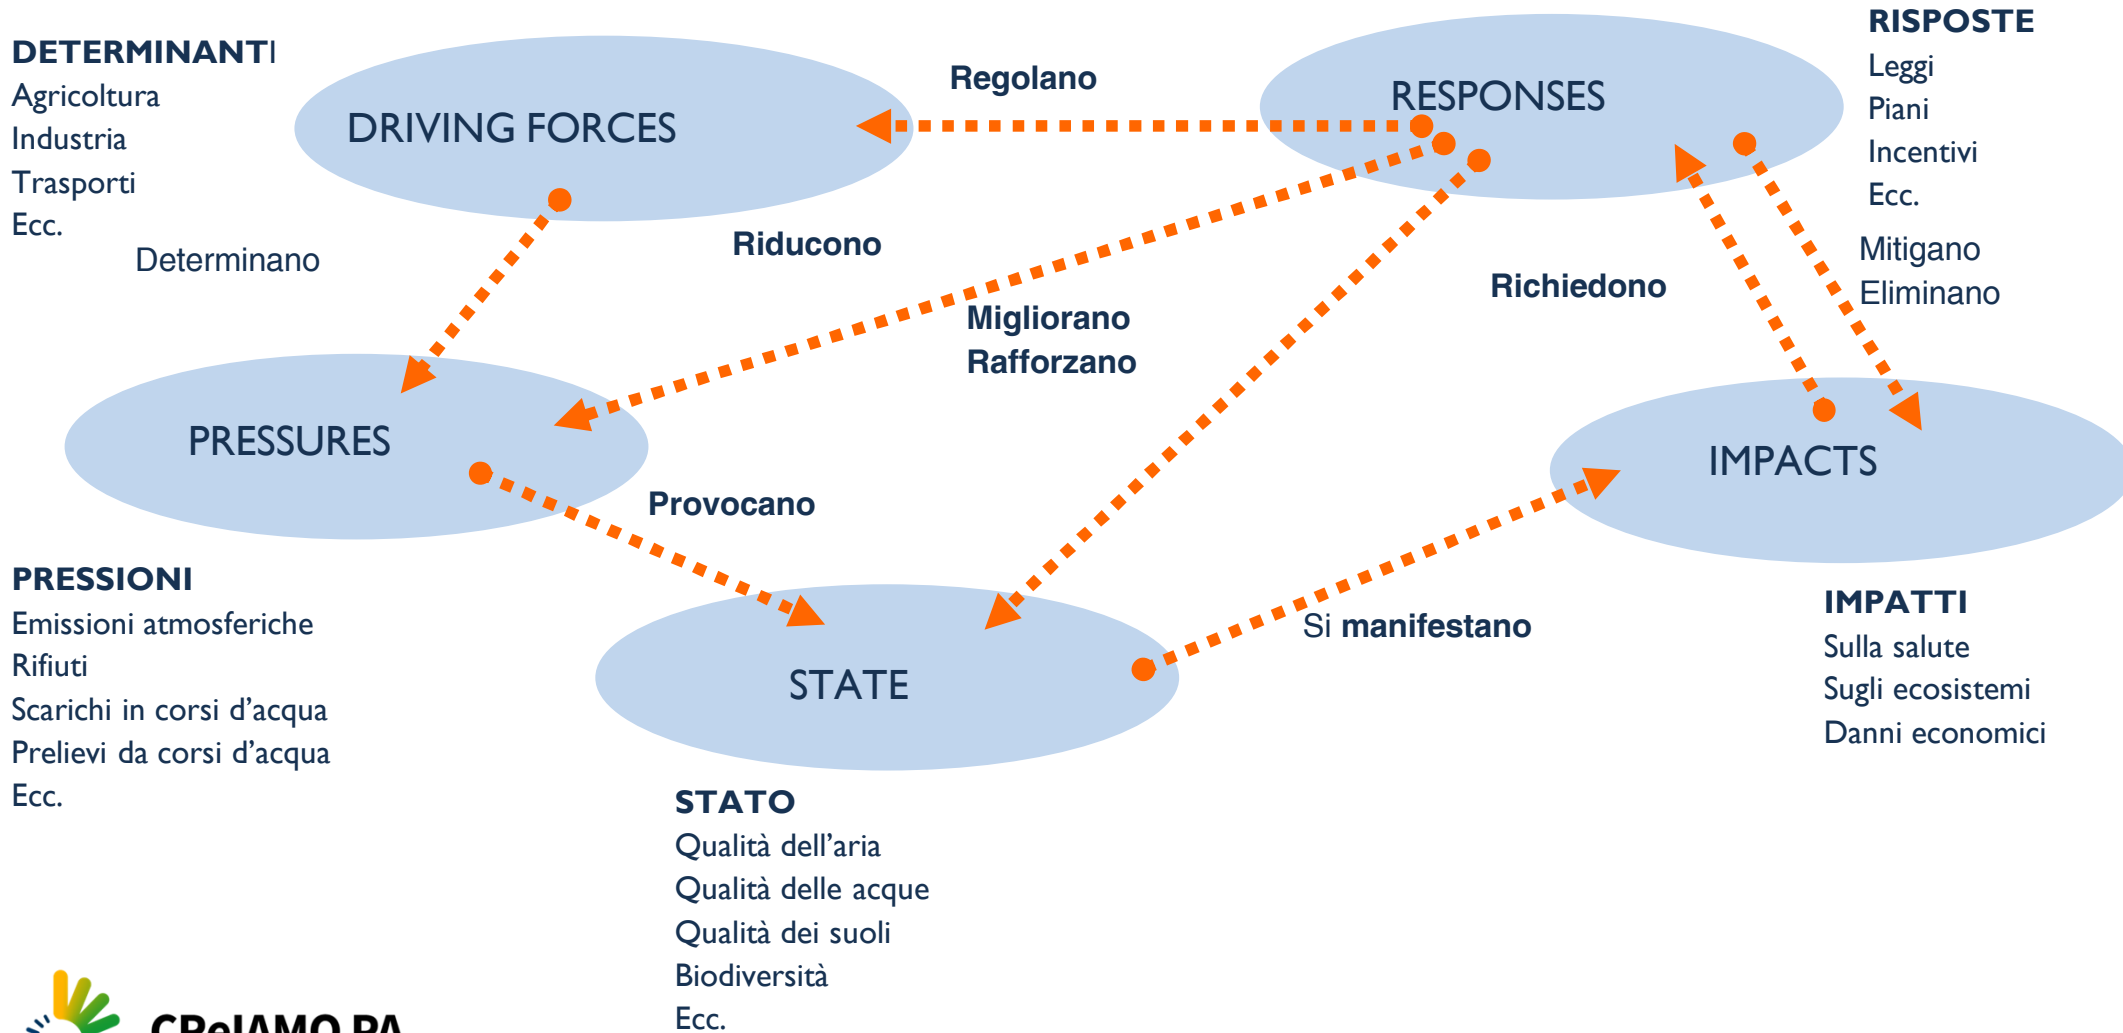 DETERMINANTI
Agricoltura
Industria
Trasporti
Ecc.
DRIVING FORCES
Regolano
RESPONSES
RISPOSTE
Leggi
Piani
Incentivi
Ecc.
Determinano
Riducono
Migliorano
Rafforzano
Richiedono
Mitigano
Eliminano
PRESSURES
Provocano
IMPACTS
PRESSIONI
Emissioni atmosferiche
Rifiuti
Scarichi in corsi d’acqua
Prelievi da corsi d’acqua
Ecc.
STATE
Si manifestano
IMPATTI
Sulla salute
Sugli ecosistemi
Danni economici
STATO
Qualità dell’aria
Qualità delle acque
Qualità dei suoli
Biodiversità
Ecc.
CReIAMO PA